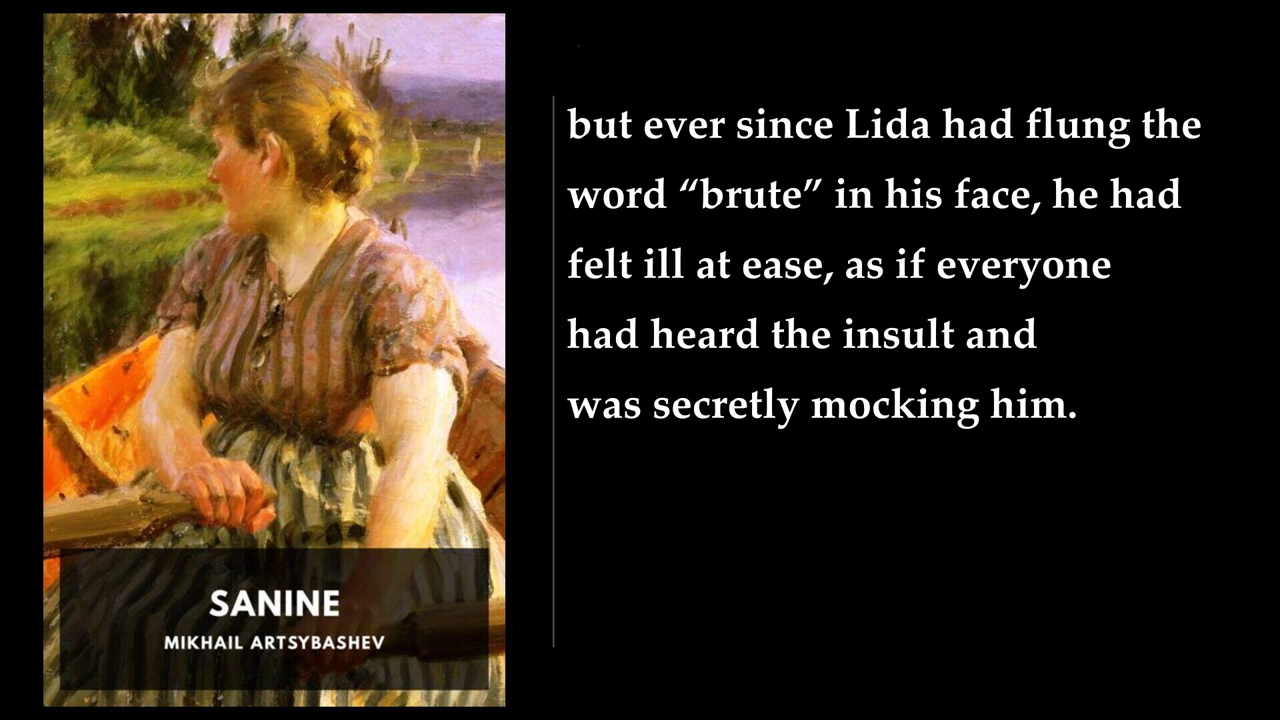 SANINE
MIKHAIL ARTSYBASHEV
but ever since Lida had flung the
word “brute” in his face, he had
felt ill at ease, as if everyone
had heard the insult and
was secretly mocking him.